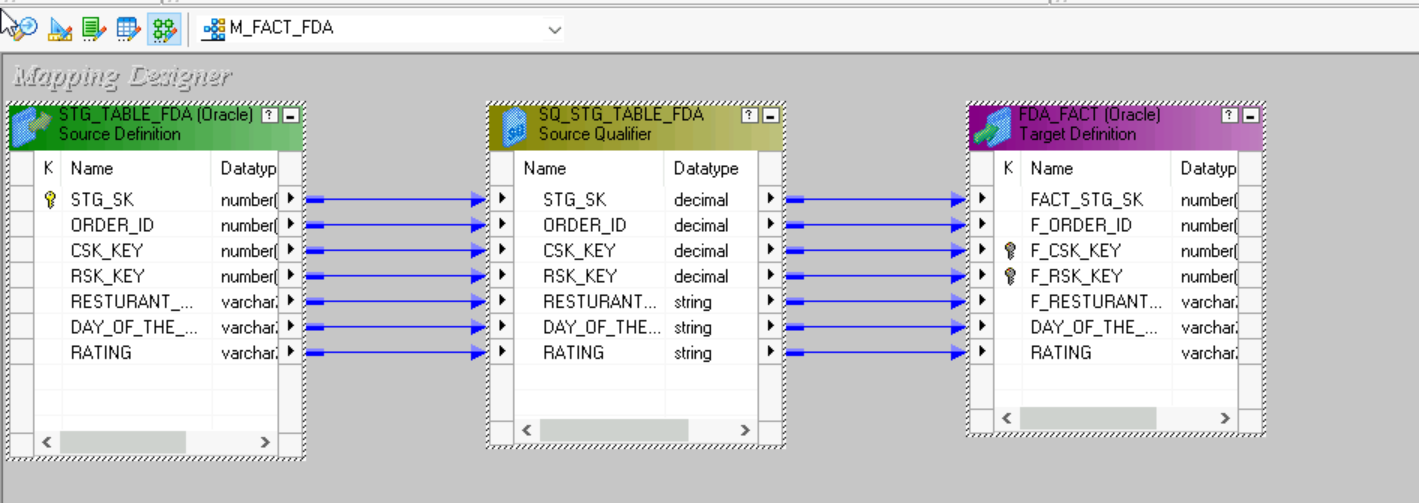 M_FACT_FDA
Mapping Designer
STG_TABLE_FDA (Oracle) ?
Source Definition
K Name Datatyp
STG_SK number(
ORDER_ID number(
CSK_KEY number(
RSK_KEY number(
RESTURANT_... varchar
DAY_OF_THE_... varchar
RATING varchar
SQ
SQ_STG_TABLE_FDA ?
Source Qualifier
Name Datatype
STG_SK decimal
ORDER_ID decimal
CSK_KEY decimal
RSK_KEY decimal
RESTURANT... string
DAY_OF_THE... string
RATING string
FDA_FACT (Oracle) ?
Target Definition
K Name Datatyp
FACT_STG_SK number(
F_ORDER_ID number(
F_CSK_KEY number(
F_RSK_KEY number(
F_RESTURANT... varchar
DAY_OF_THE_... varchar
RATING varchar